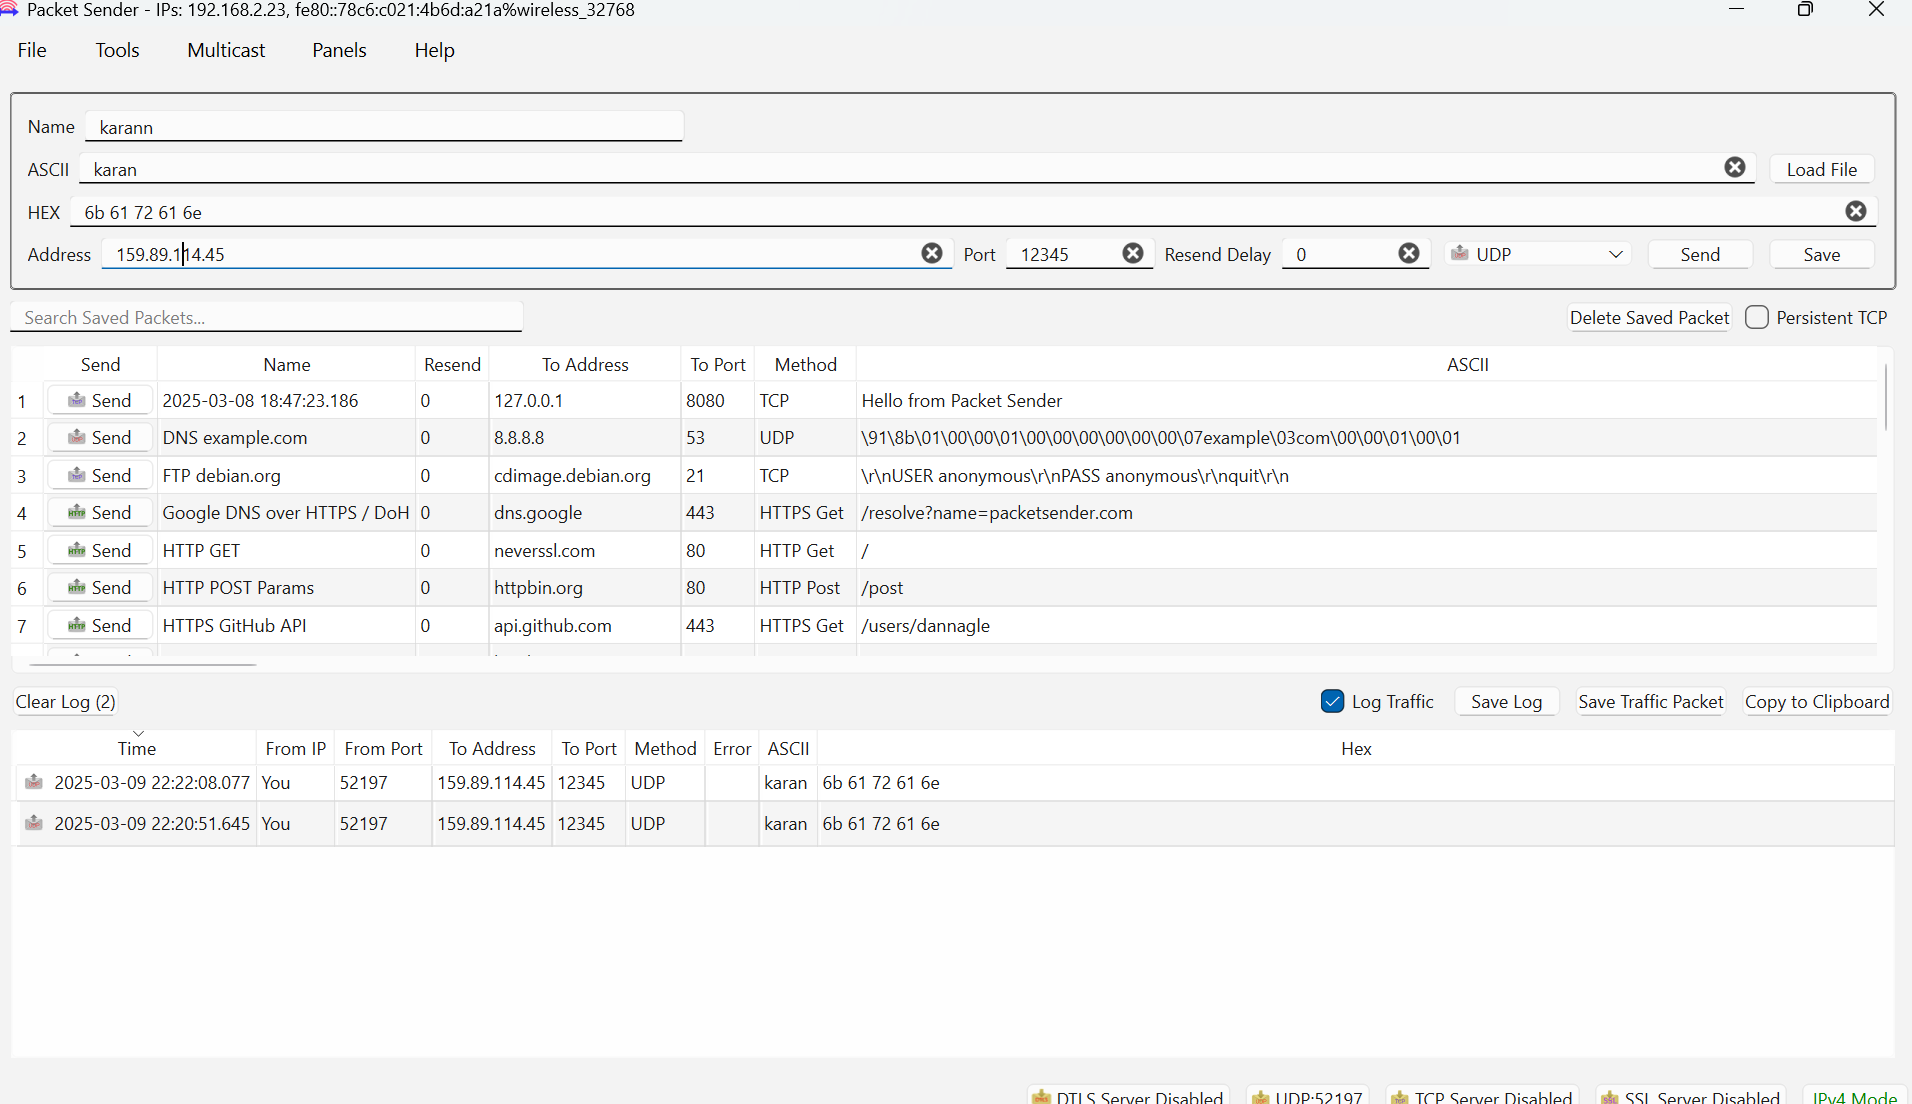 Packet Sender - IPs: 192.168.2.23, fe80::78c6:c021:4b6d:a21a%wireless_32768
File Tools Multicast Panels Help
Name karann
ASCII karan Load File
HEX 6b 61 72 61 6e
Address 159.89.114.45 Port 12345 Resend Delay 0 UDP Send Save
Search Saved Packets... Delete Saved Packet Persistent TCP
Send Name Resend To Address To Port Method ASCII
1 Send 2025-03-08 18:47:23.186 0 127.0.0.1 8080 TCP Hello from Packet Sender
2 Send DNS example.com 0 8.8.8.8 53 UDP \91\8b\01\00\00\01\00\00\00\00\00\00\07example\03com\00\00\01\00\01
3 Send FTP debian.org 0 cdimage.debian.org 21 TCP \r\nUSER anonymous\r\nPASS anonymous\r\nquit\r\n
4 Send Google DNS over HTTPS / DoH 0 dns.google 443 HTTPS Get /resolve?name=packetsender.com
5 Send HTTP GET 0 neverssl.com 80 HTTP Get /
6 Send HTTP POST Params 0 httpbin.org 80 HTTP Post /post
7 Send HTTPS GitHub API 0 api.github.com 443 HTTPS Get /users/dannagle
Clear Log (2) Log Traffic Save Log Save Traffic Packet Copy to Clipboard
Time From IP From Port To Address To Port Method Error ASCII Hex
2025-03-09 22:22:08.077 You 52197 159.89.114.45 12345 UDP karan 6b 61 72 61 6e
2025-03-09 22:20:51.645 You 52197 159.89.114.45 12345 UDP karan 6b 61 72 61 6e
DTLS Server Disabled UDP:52197 TCP Server Disabled SSL Server Disabled IPv4 Mode